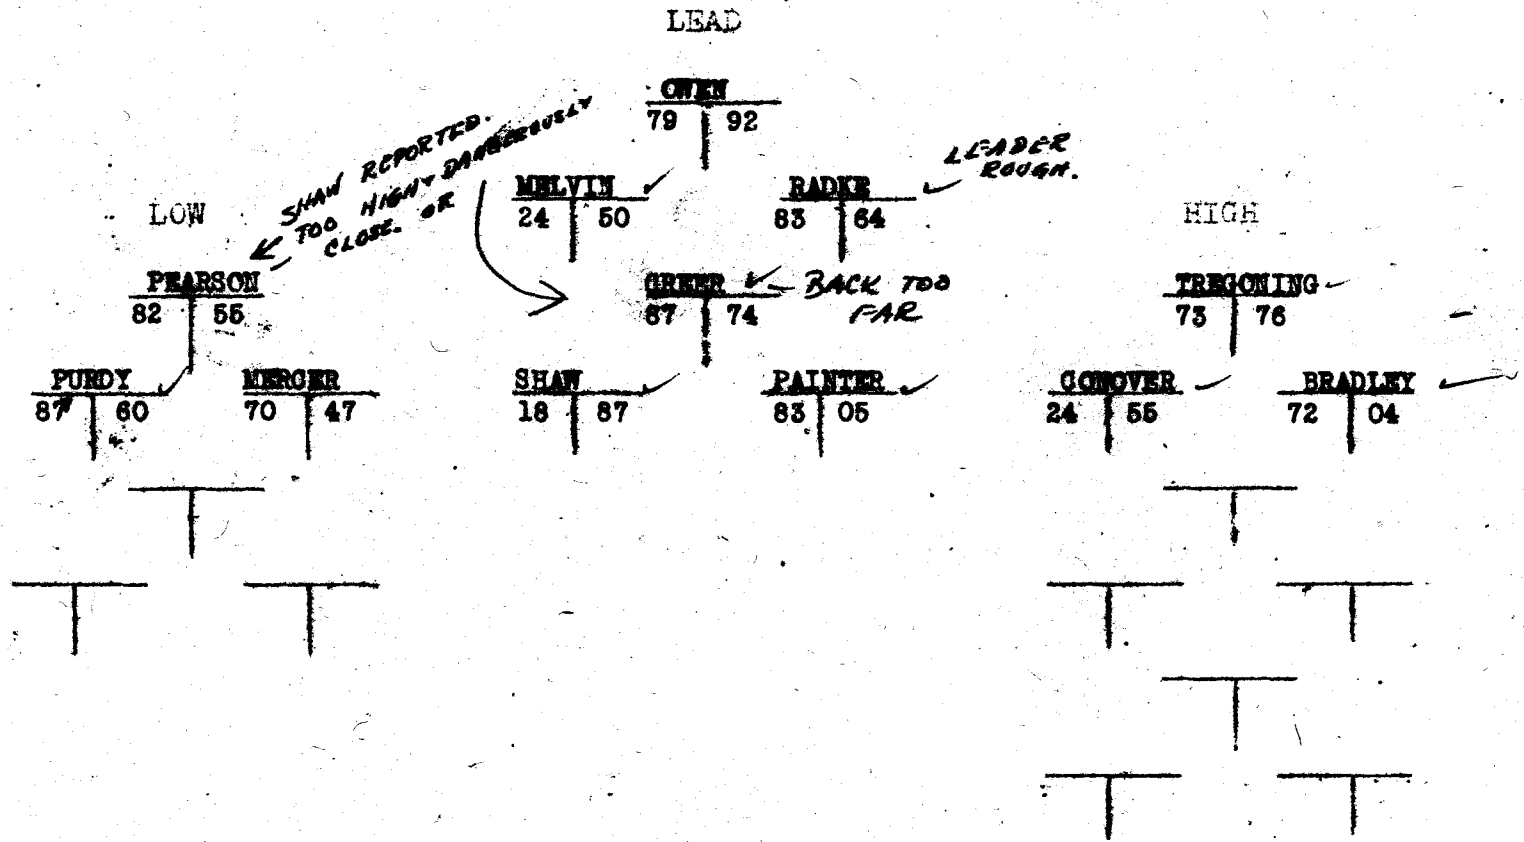 LEAD
OWEN
79 92
SHAW REPORTED.
TOO HIGH & DANGEROUSLY
CLOSE. OR
LEADER
ROUGH.
MELVIN
24 50
RADKE
83 64
LOW
HIGH
PEARSON
82 55
GREER
87 74
BACK TOO
FAR
TREGONING
73 76
PURDY
87 60
MERCER
70 47
SHAW
18 87
PAINTER
83 05
CONOVER
24 55
BRADLEY
72 04